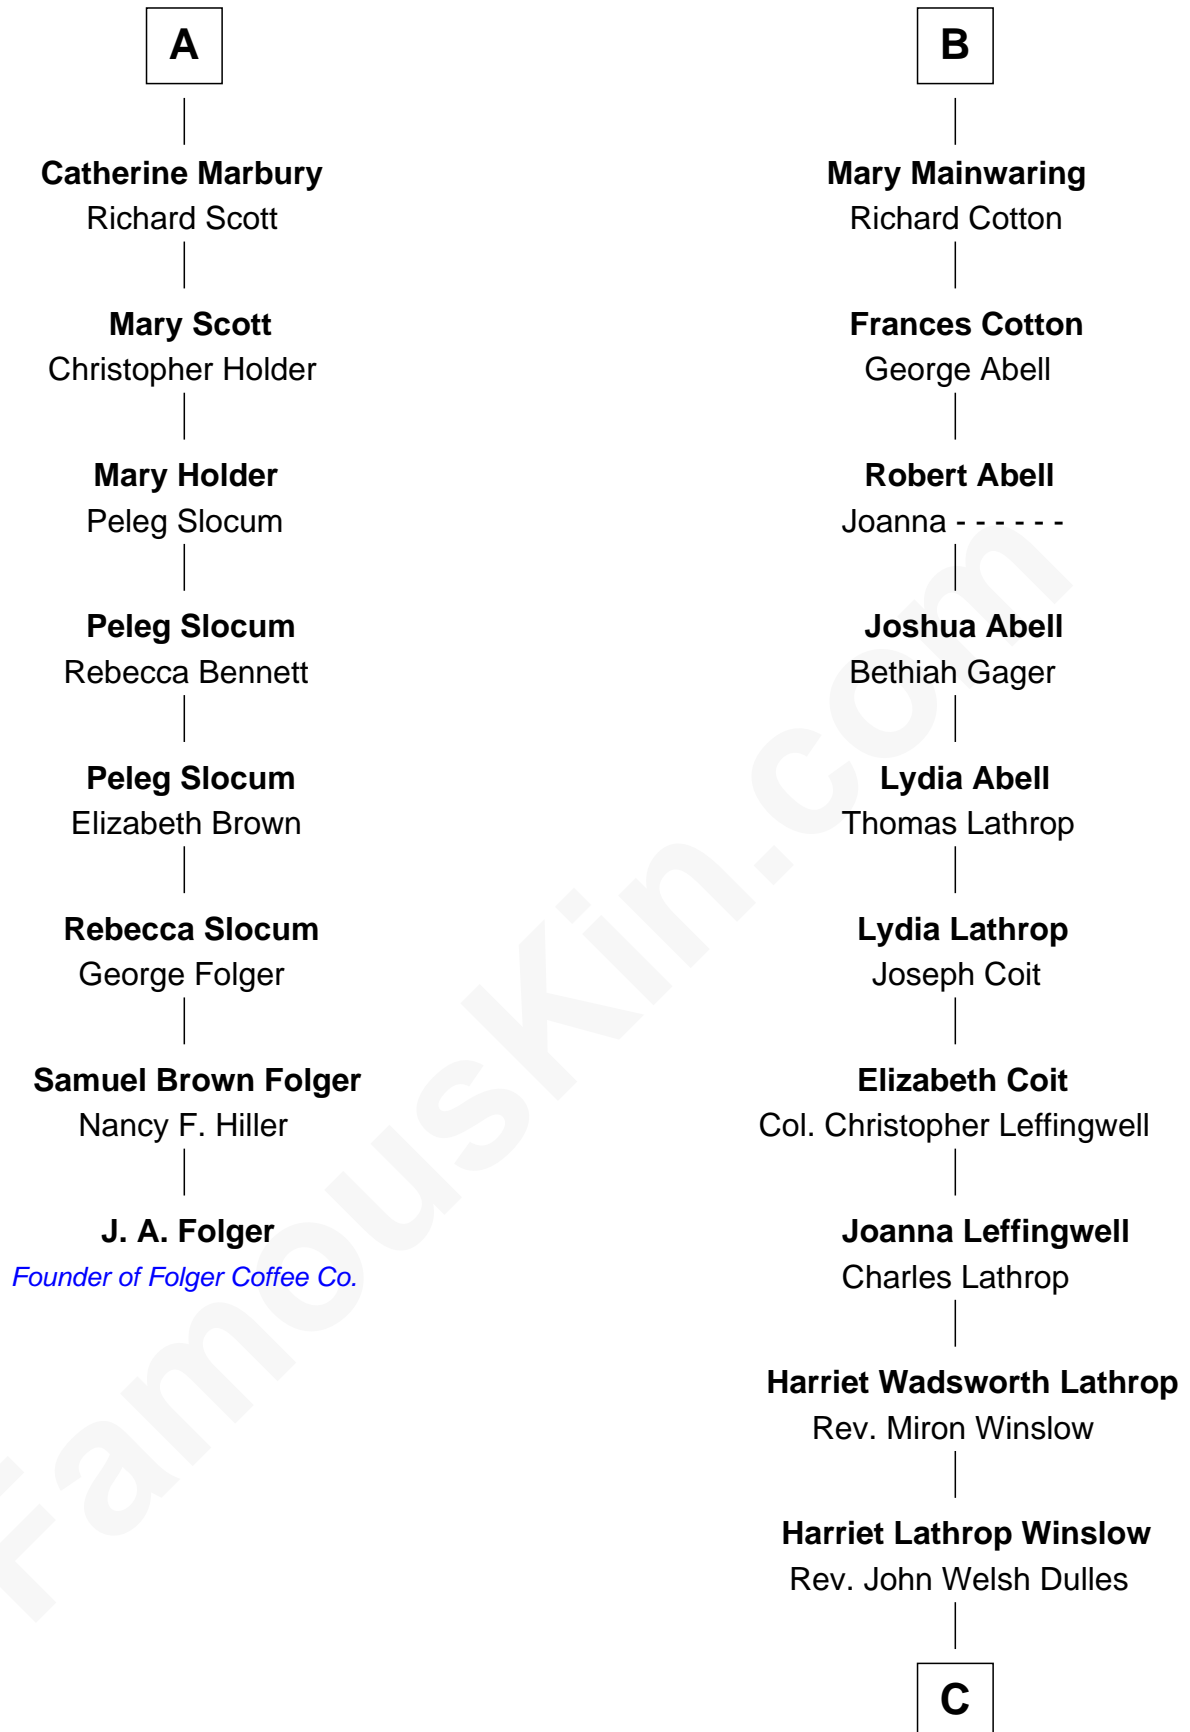 A
Catherine Marbury
Richard Scott
Mary Scott
Christopher Holder
Mary Holder
Peleg Slocum
Peleg Slocum
Rebecca Bennett
Peleg Slocum
Elizabeth Brown
Rebecca Slocum
George Folger
Samuel Brown Folger
Nancy F. Hiller
J. A. Folger
Founder of Folger Coffee Co.
B
Mary Mainwaring
Richard Cotton
Frances Cotton
George Abell
Robert Abell
Joanna - - - - - -
Joshua Abell
Bethiah Gager
Lydia Abell
Thomas Lathrop
Lydia Lathrop
Joseph Coit
Elizabeth Coit
Col. Christopher Leffingwell
Joanna Leffingwell
Charles Lathrop
Harriet Wadsworth Lathrop
Rev. Miron Winslow
Harriet Lathrop Winslow
Rev. John Welsh Dulles
C
FamousKin.com